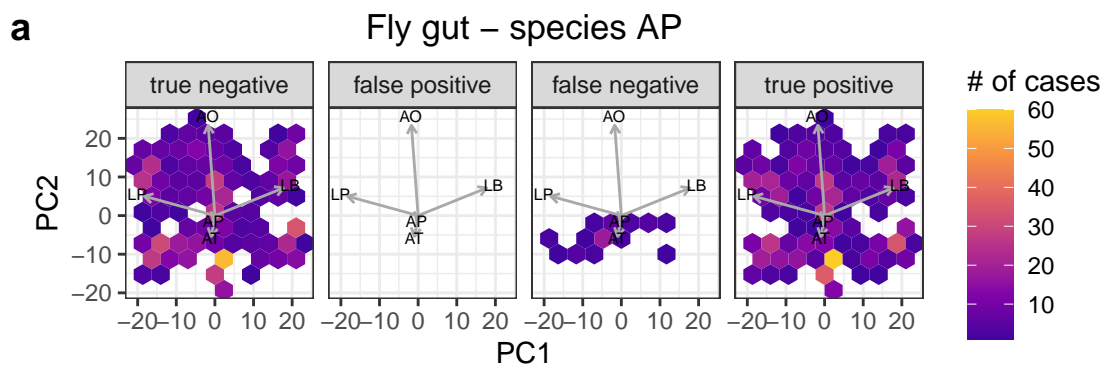 a
Fly gut – species AP
true negative
false positive
false negative
true positive
# of cases
60
50
40
30
20
10
PC2
20
10
0
−10
−20
AO
LP
LB
AP
AT
AO
LP
LB
AP
AT
AO
LP
LB
AP
AT
AO
LP
LB
AP
AT
−20 −10 0 10 20
−20 −10 0 10 20
−20 −10 0 10 20
−20 −10 0 10 20
PC1